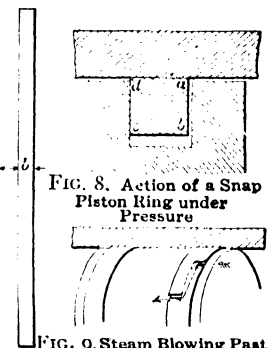 d a
c b
b
FIG. 8. Action of a Snap
Piston Ring under
Pressure
FIG. 9. Steam Blowing Past